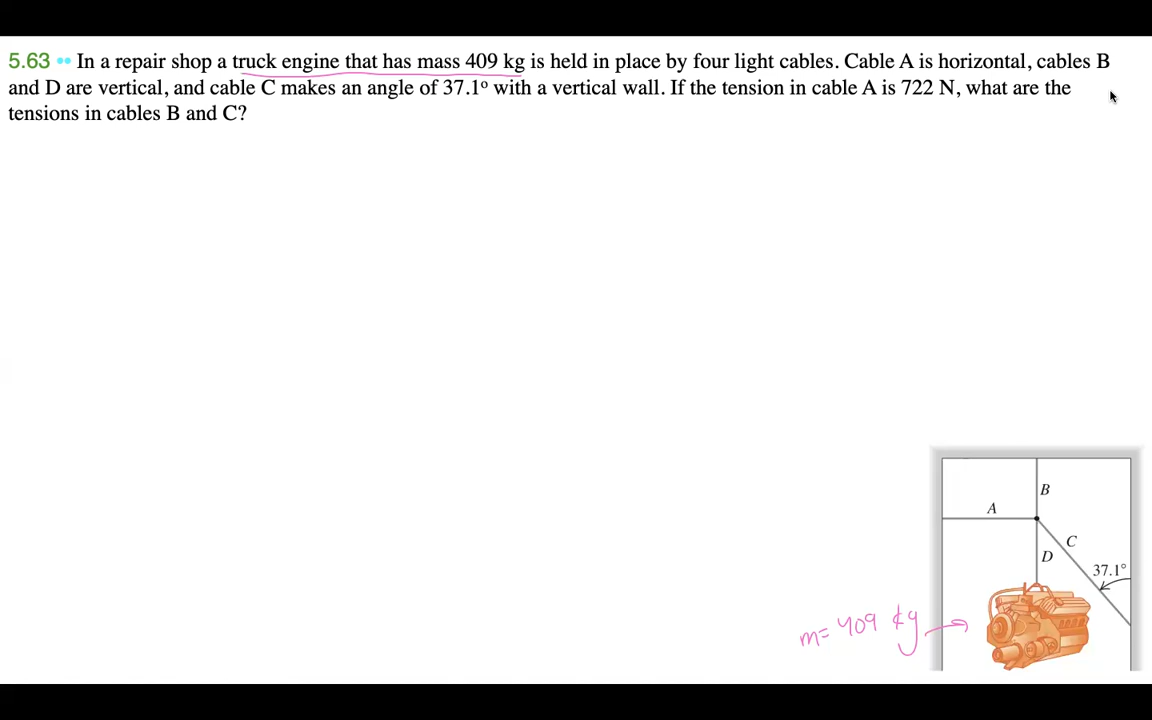 5.63 •• In a repair shop a truck engine that has mass 409 kg is held in place by four light cables. Cable A is horizontal, cables B
and D are vertical, and cable C makes an angle of 37.1º with a vertical wall. If the tension in cable A is 722 N, what are the
tensions in cables B and C?
B
A
C
D
37.1°
m= 409 kg